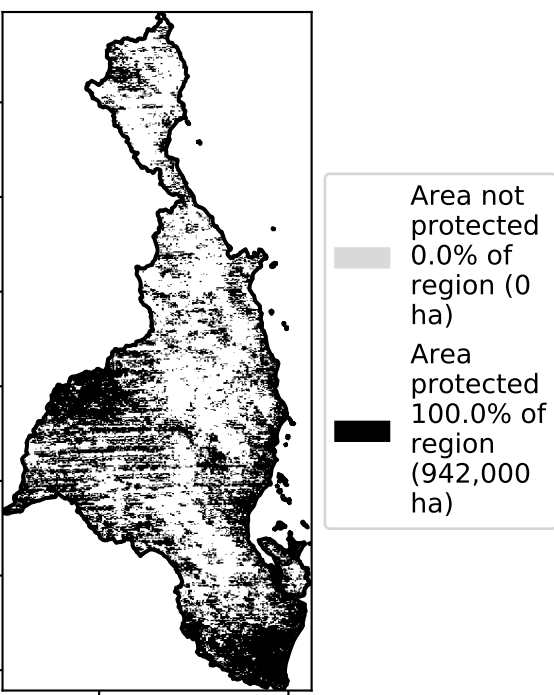 Area not
protected
0.0% of
region (0
ha)
Area
protected
100.0% of
region
(942,000
ha)